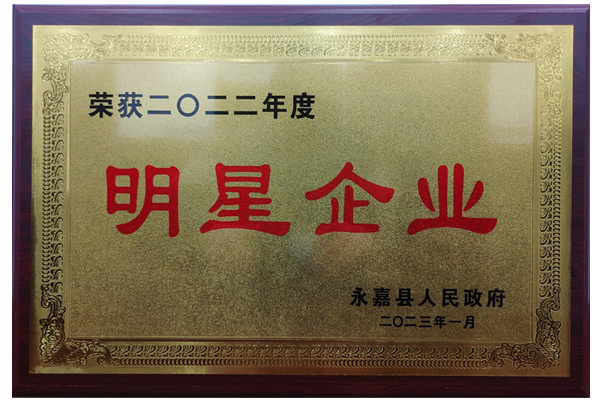 荣获二〇二二年度
明星企业
永嘉县人民政府
二〇二三年一月